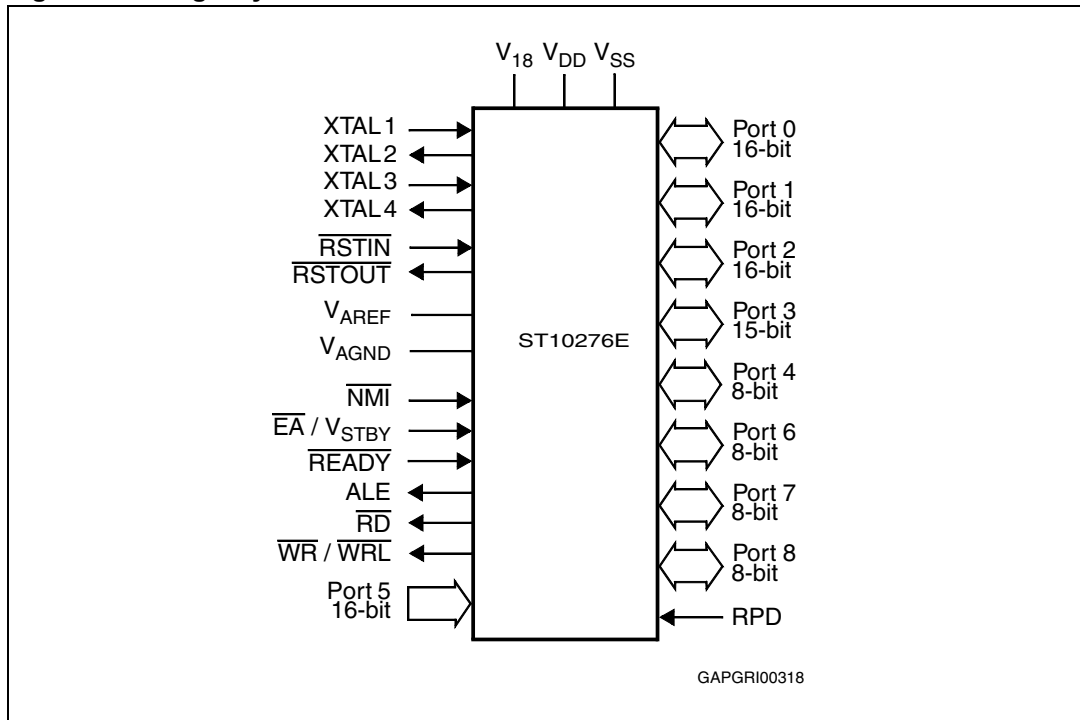 V18 VDD VSS
XTAL1
XTAL2
XTAL3
XTAL4
RSTIN
RSTOUT
VAREF
VAGND
NMI
EA / VSTBY
READY
ALE
RD
WR / WRL
Port 5
16-bit
ST10276E
Port 0
16-bit
Port 1
16-bit
Port 2
16-bit
Port 3
15-bit
Port 4
8-bit
Port 6
8-bit
Port 7
8-bit
Port 8
8-bit
RPD
GAPGRI00318